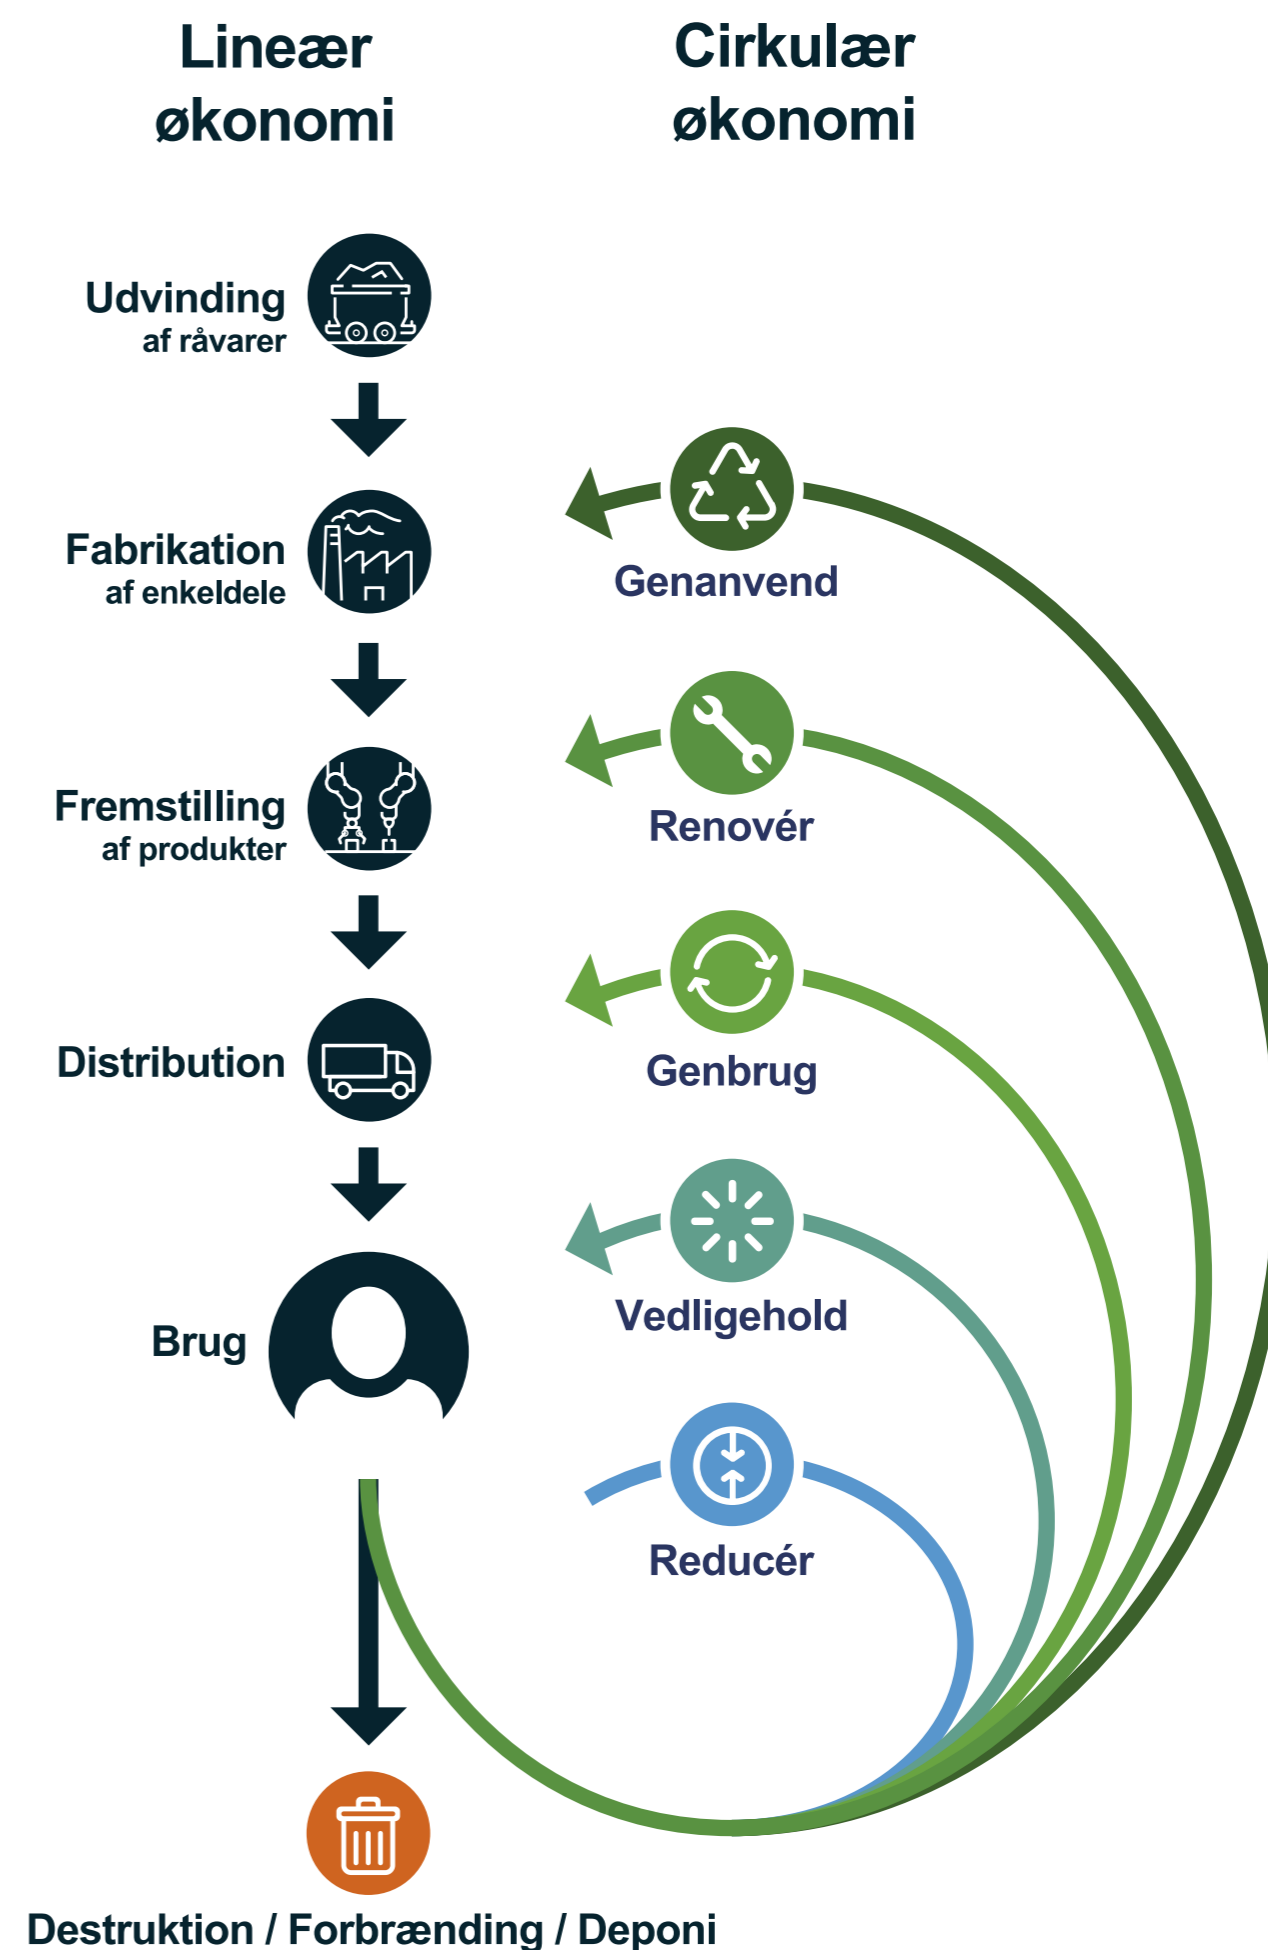 Lineær
økonomi
Cirkulær
økonomi
Udvinding
af råvarer
Fabrikation
af enkeldele
Genanvend
Fremstilling
af produkter
Renovér
Distribution
Genbrug
Brug
Vedligehold
Reducér
Destruktion / Forbrænding / Deponi